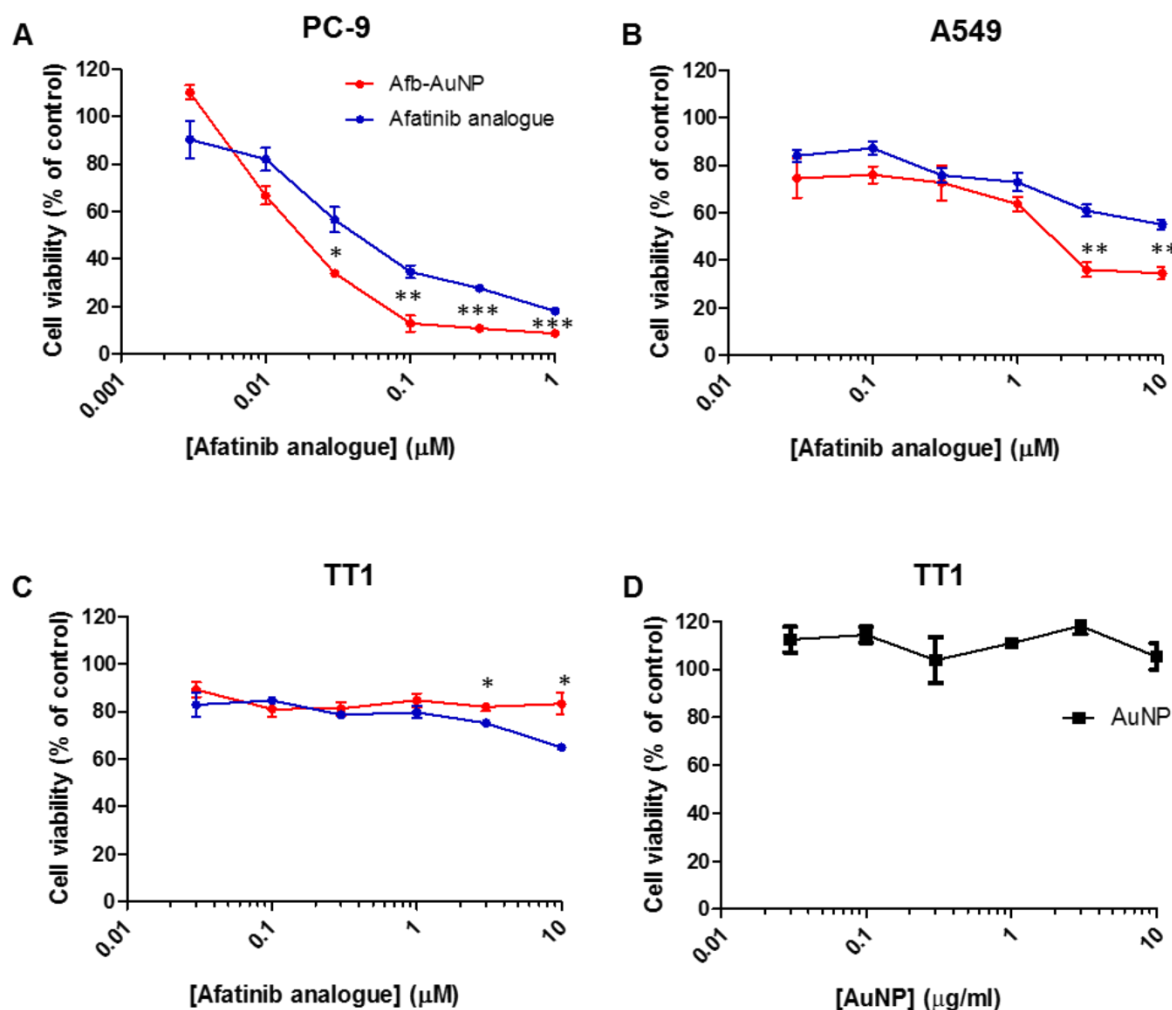 A
PC-9
Cell viability (% of control)
120
100
80
60
40
20
0
Afb-AuNP
Afatinib analogue
*
**
***
***
0.001
0.01
0.1
1
[Afatinib analogue] (μM)
B
A549
Cell viability (% of control)
120
100
80
60
40
20
0
**
**
0.01
0.1
1
10
[Afatinib analogue] (μM)
C
TT1
Cell viability (% of control)
120
100
80
60
40
20
0
*
*
0.01
0.1
1
10
[Afatinib analogue] (μM)
D
TT1
Cell viability (% of control)
120
100
80
60
40
20
0
AuNP
0.01
0.1
1
10
[AuNP] (μg/ml)